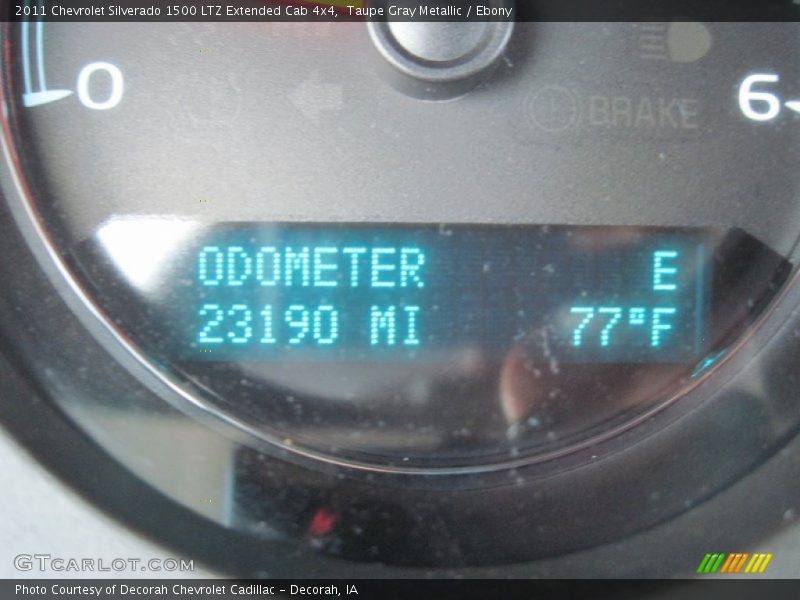 2011 Chevrolet Silverado 1500 LTZ Extended Cab 4x4, Taupe Gray Metallic / Ebony
0
6
BRAKE
ODOMETER E
23190 MI 77°F
GTcarlot.com
Photo Courtesy of Decorah Chevrolet Cadillac – Decorah, IA